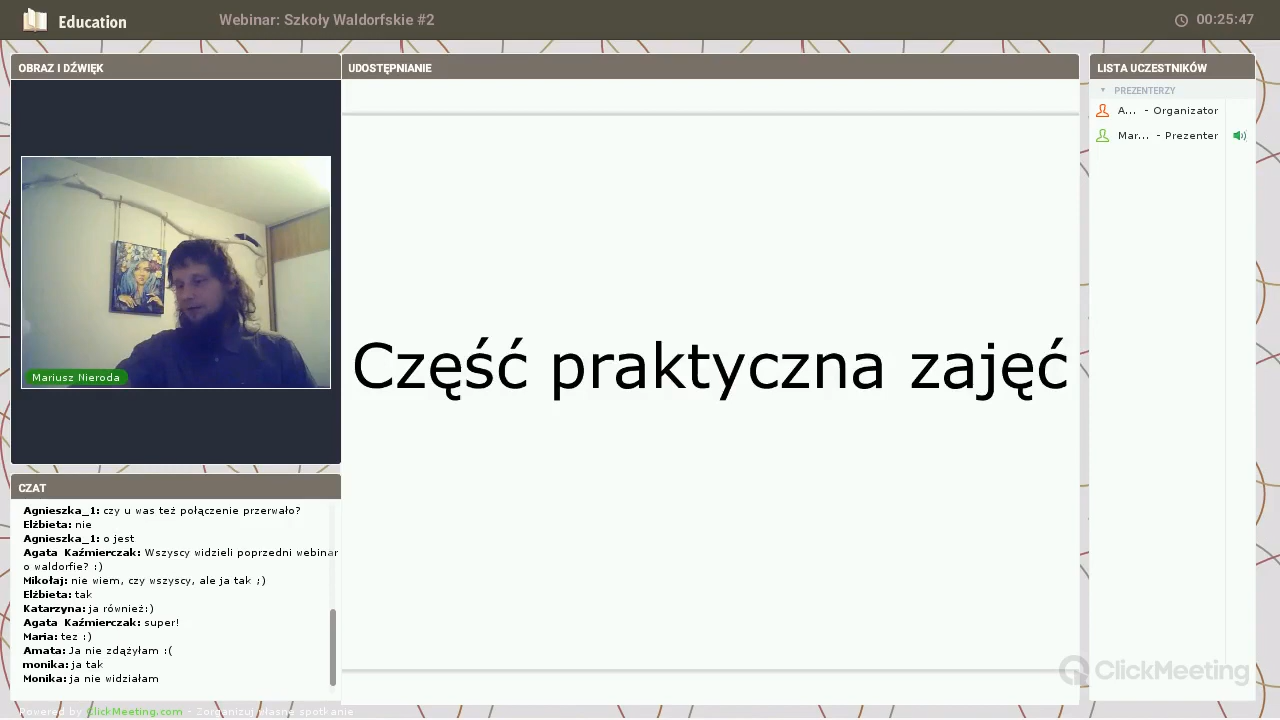 Education
Webinar: Szkoły Waldorfskie #2
00:25:47
OBRAZ I DŹWIĘK
UDOSTĘPNIANIE
LISTA UCZESTNIKÓW
PREZENTERZY
A... - Organizator
Mar... - Prezenter
Mariusz Nieroda
Część praktyczna zajęć
CZAT
Agnieszka_1: czy u was też połączenie przerwało?
Elżbieta: nie
Agnieszka_1: o jest
Agata Kaźmierczak: Wszyscy widzieli poprzedni webinar
o waldorfie? :)
Mikołaj: nie wiem, czy wszyscy, ale ja tak ;)
Elżbieta: tak
Katarzyna: ja również:)
Agata Kaźmierczak: super!
Maria: tez :)
Amata: Ja nie zdążyłam :(
monika: ja tak
Monika: ja nie widziałam
ClickMeeting
Powered by ClickMeeting.com - Zorganizuj własne spotkanie